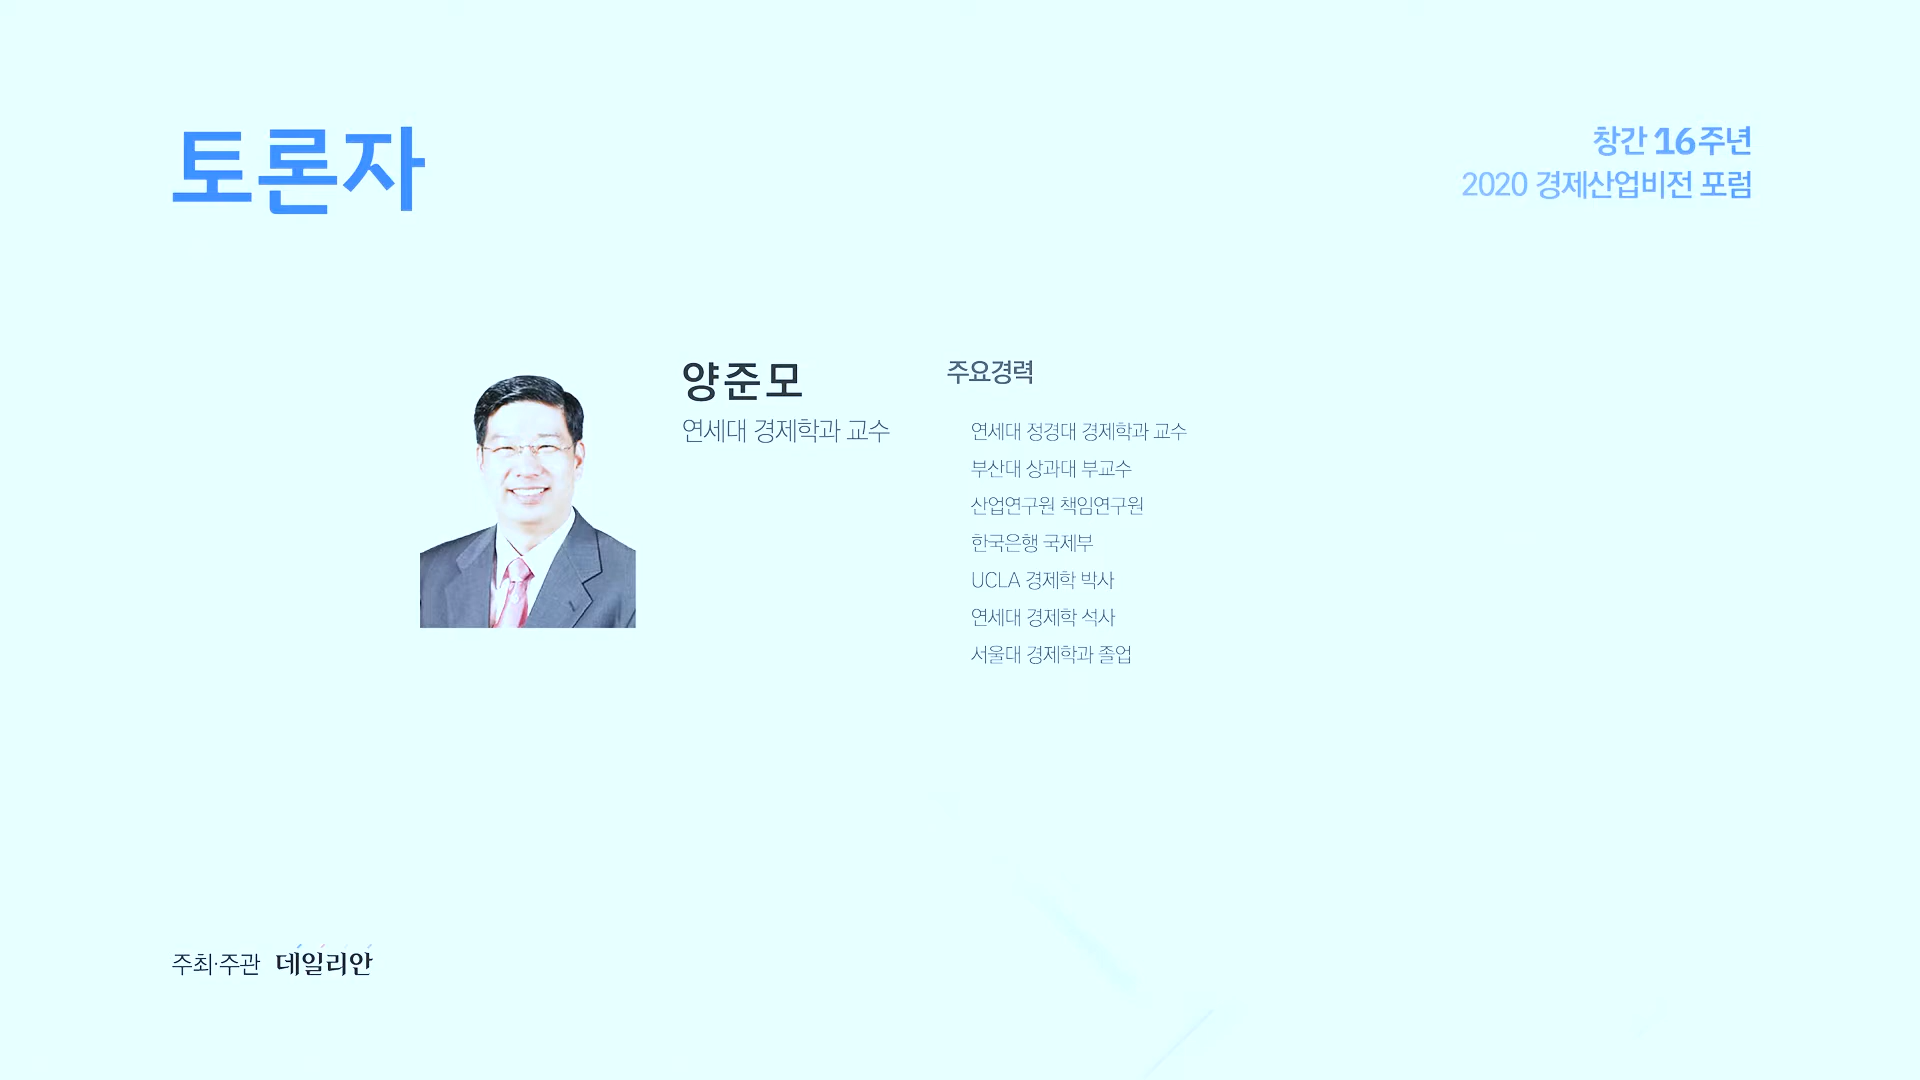 토론자
창간 16주년
2020 경제산업비전 포럼
양준모
연세대 경제학과 교수
주요경력
연세대 정경대 경제학과 교수
부산대 상과대 부교수
산업연구원 책임연구원
한국은행 국제부
UCLA 경제학 박사
연세대 경제학 석사
서울대 경제학과 졸업
주최·주관 데일리안